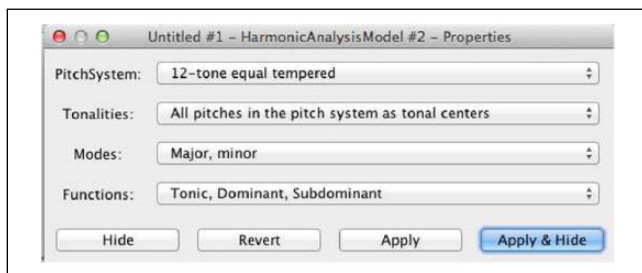 Untitled #1 – HarmonicAnalysisModel #2 – Properties
PitchSystem: 12-tone equal tempered
Tonalities: All pitches in the pitch system as tonal centers
Modes: Major, minor
Functions: Tonic, Dominant, Subdominant
Hide Revert Apply Apply & Hide